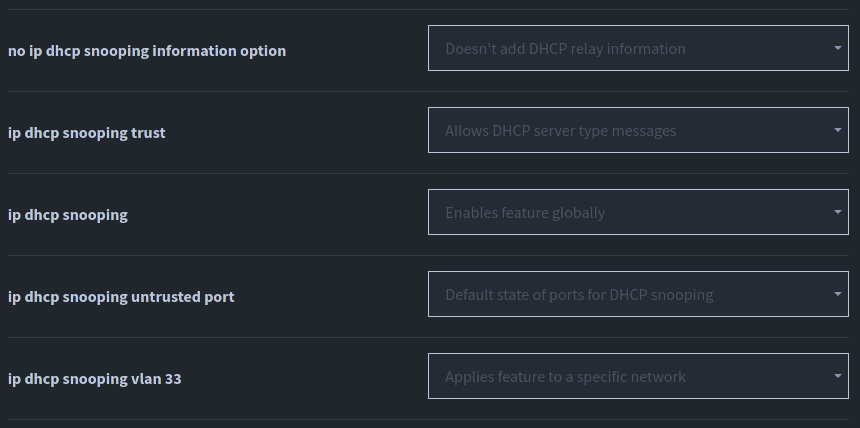 no ip dhcp snooping information option
Doesn't add DHCP relay information
ip dhcp snooping trust
Allows DHCP server type messages
ip dhcp snooping
Enables feature globally
ip dhcp snooping untrusted port
Default state of ports for DHCP snooping
ip dhcp snooping vlan 33
Applies feature to a specific network